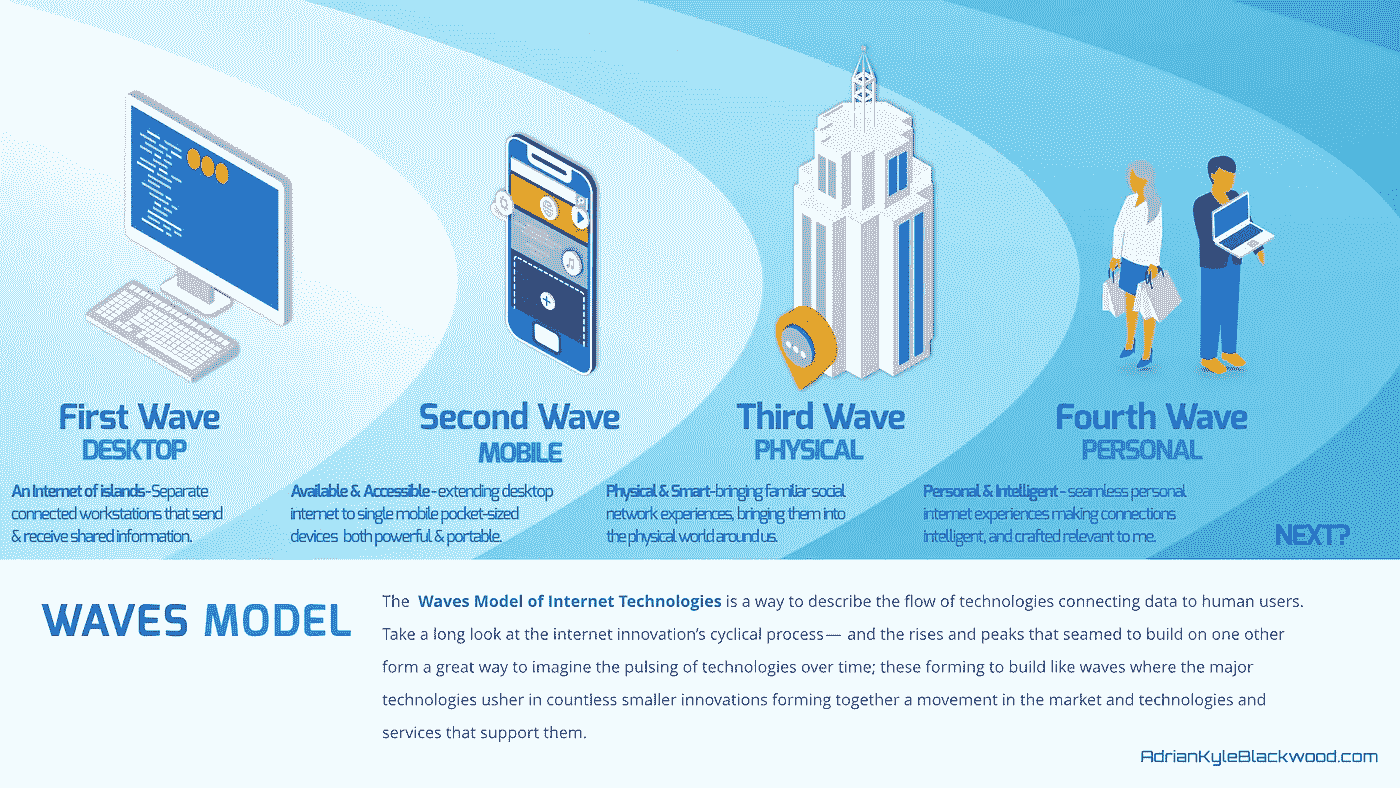 First Wave
DESKTOP
An Internet of islands - Separate
connected workstations that send
& receive shared information.
Second Wave
MOBILE
Available & Accessible - extending desktop
internet to single mobile pocket-sized
devices both powerful & portable.
Third Wave
PHYSICAL
Physical & Smart - bringing familiar social
network experiences, bringing them into
the physical world around us.
Fourth Wave
PERSONAL
Personal & Intelligent - seamless personal
internet experiences making connections
intelligent, and crafted relevant to me.
NEXT?
WAVES MODEL
The Waves Model of Internet Technologies is a way to describe the flow of technologies connecting data to human users.
Take a long look at the internet innovation’s cyclical process— and the rises and peaks that seamed to build on one other
form a great way to imagine the pulsing of technologies over time; these forming to build like waves where the major
technologies usher in countless smaller innovations forming together a movement in the market and technologies and
services that support them.
AdrianKyleBlackwood.com